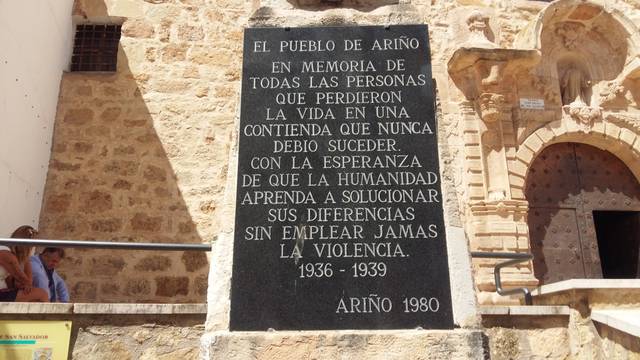 EL PUEBLO DE ARIÑO
EN MEMORIA DE
TODAS LAS PERSONAS
QUE PERDIERON
LA VIDA EN UNA
CONTIENDA QUE NUNCA
DEBIO SUCEDER.
CON LA ESPERANZA
DE QUE LA HUMANIDAD
APRENDA A SOLUCIONAR
SUS DIFERENCIAS
SIN EMPLEAR JAMAS
LA VIOLENCIA.
1936 - 1939
ARIÑO 1980
SAN SALVADOR